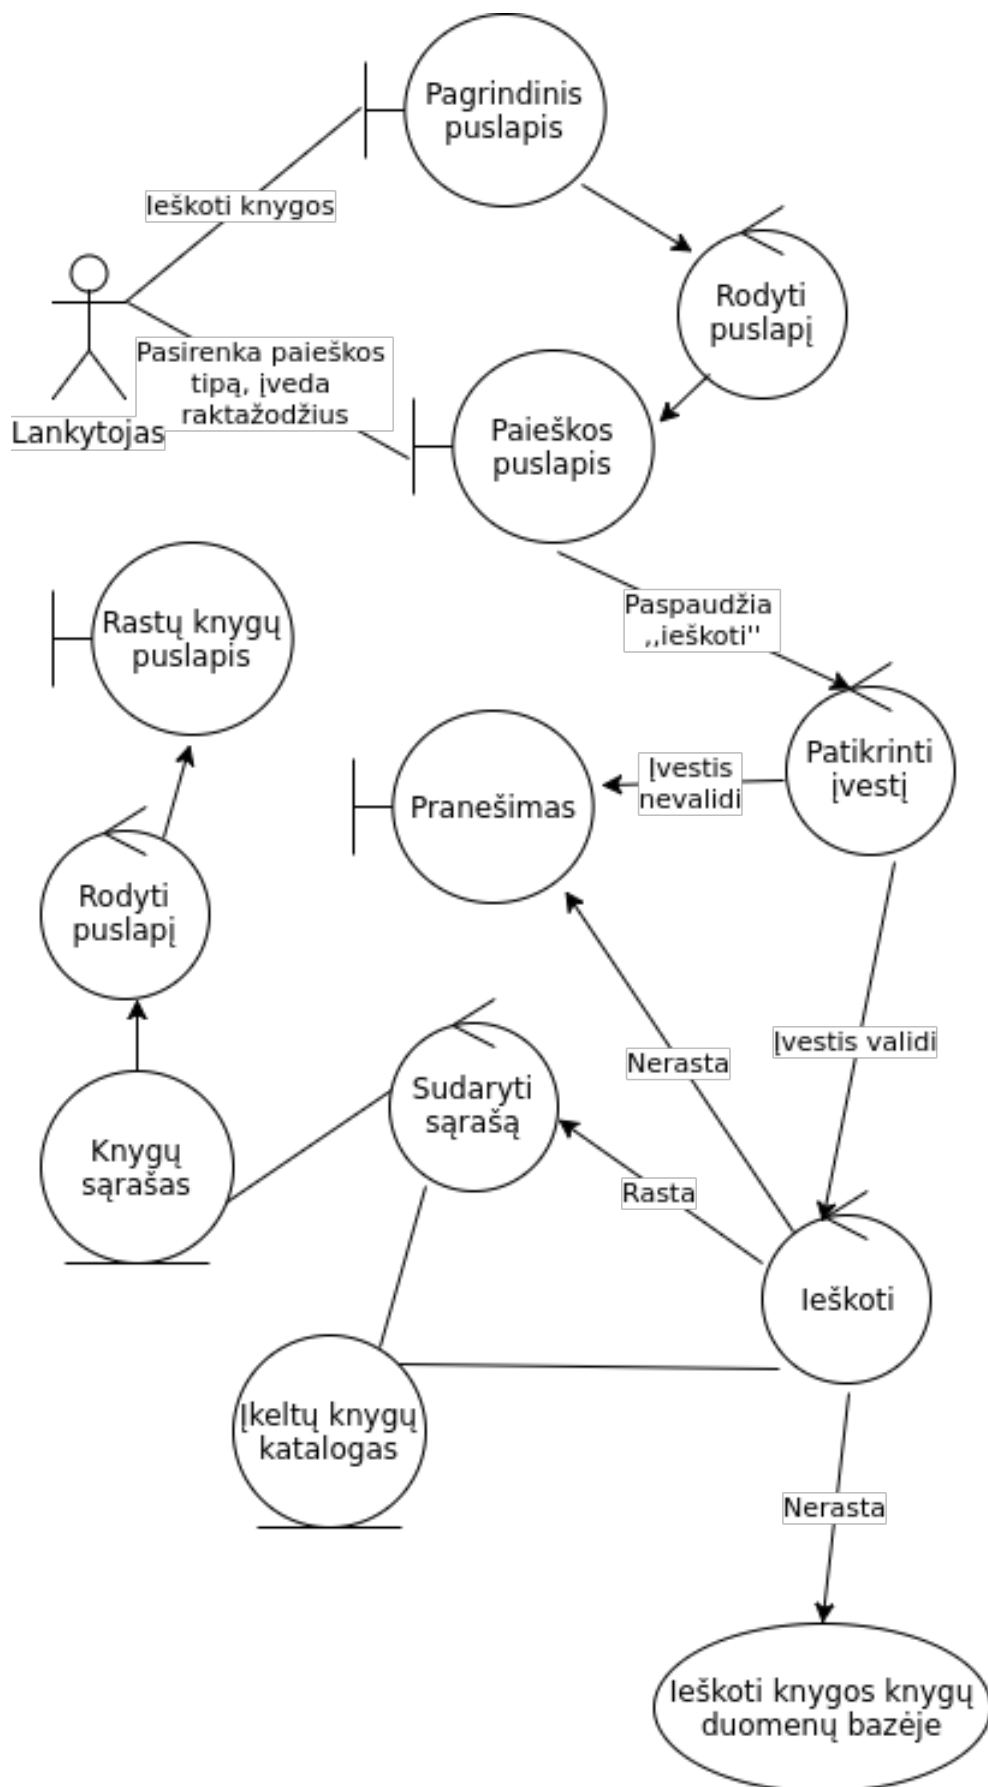 Pagrindinis
puslapis
Ieškoti knygos
Rodyti
puslapį
Pasirenka paieškos
tipą, įveda
raktažodžius
Lankytojas
Paieškos
puslapis
Rastų knygų
puslapis
Paspaudžia
,,ieškoti''
Patikrinti
įvestį
Įvestis
nevalidi
Pranešimas
Rodyti
puslapį
Įvestis validi
Nerasta
Sudaryti
sąrašą
Knygų
sąrašas
Rasta
Ieškoti
Įkeltų knygų
katalogas
Nerasta
Ieškoti knygos knygų
duomenų bazėje